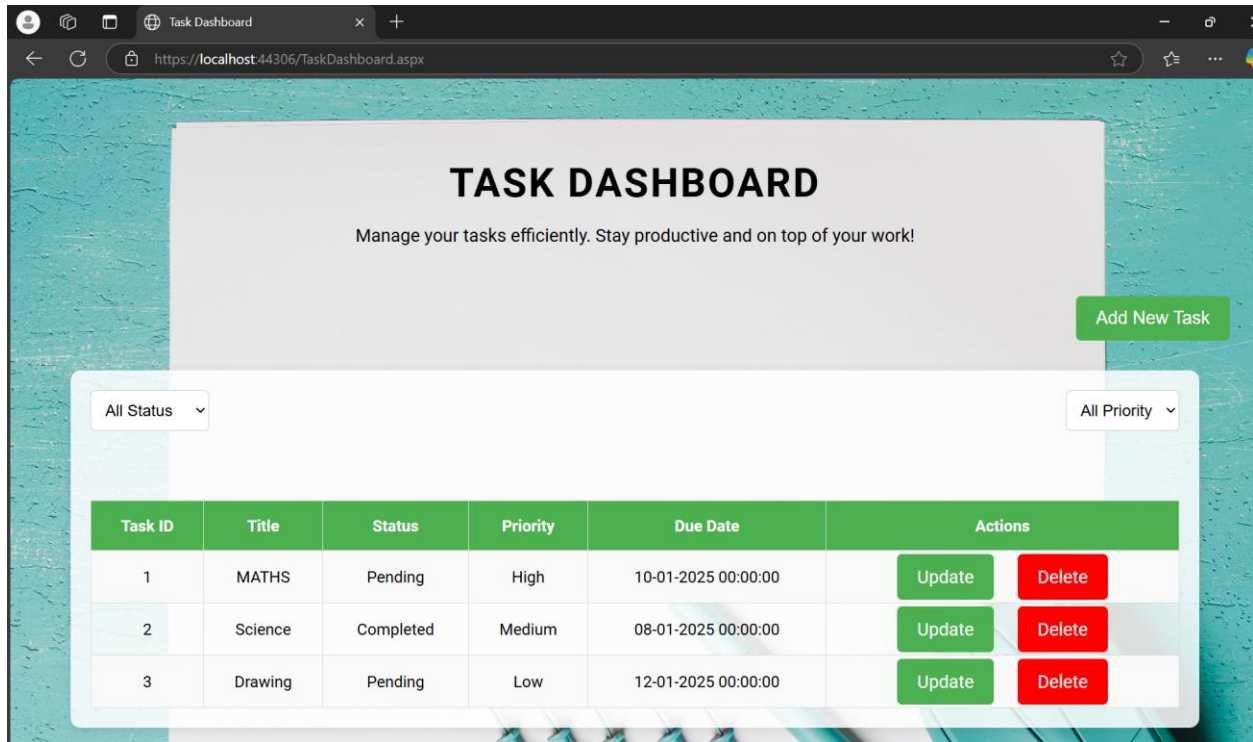 Task Dashboard
https://localhost:44306/TaskDashboard.aspx
TASK DASHBOARD
Manage your tasks efficiently. Stay productive and on top of your work!
Add New Task
All Status All Priority
Task ID Title Status Priority Due Date Actions
1 MATHS Pending High 10-01-2025 00:00:00 Update Delete
2 Science Completed Medium 08-01-2025 00:00:00 Update Delete
3 Drawing Pending Low 12-01-2025 00:00:00 Update Delete